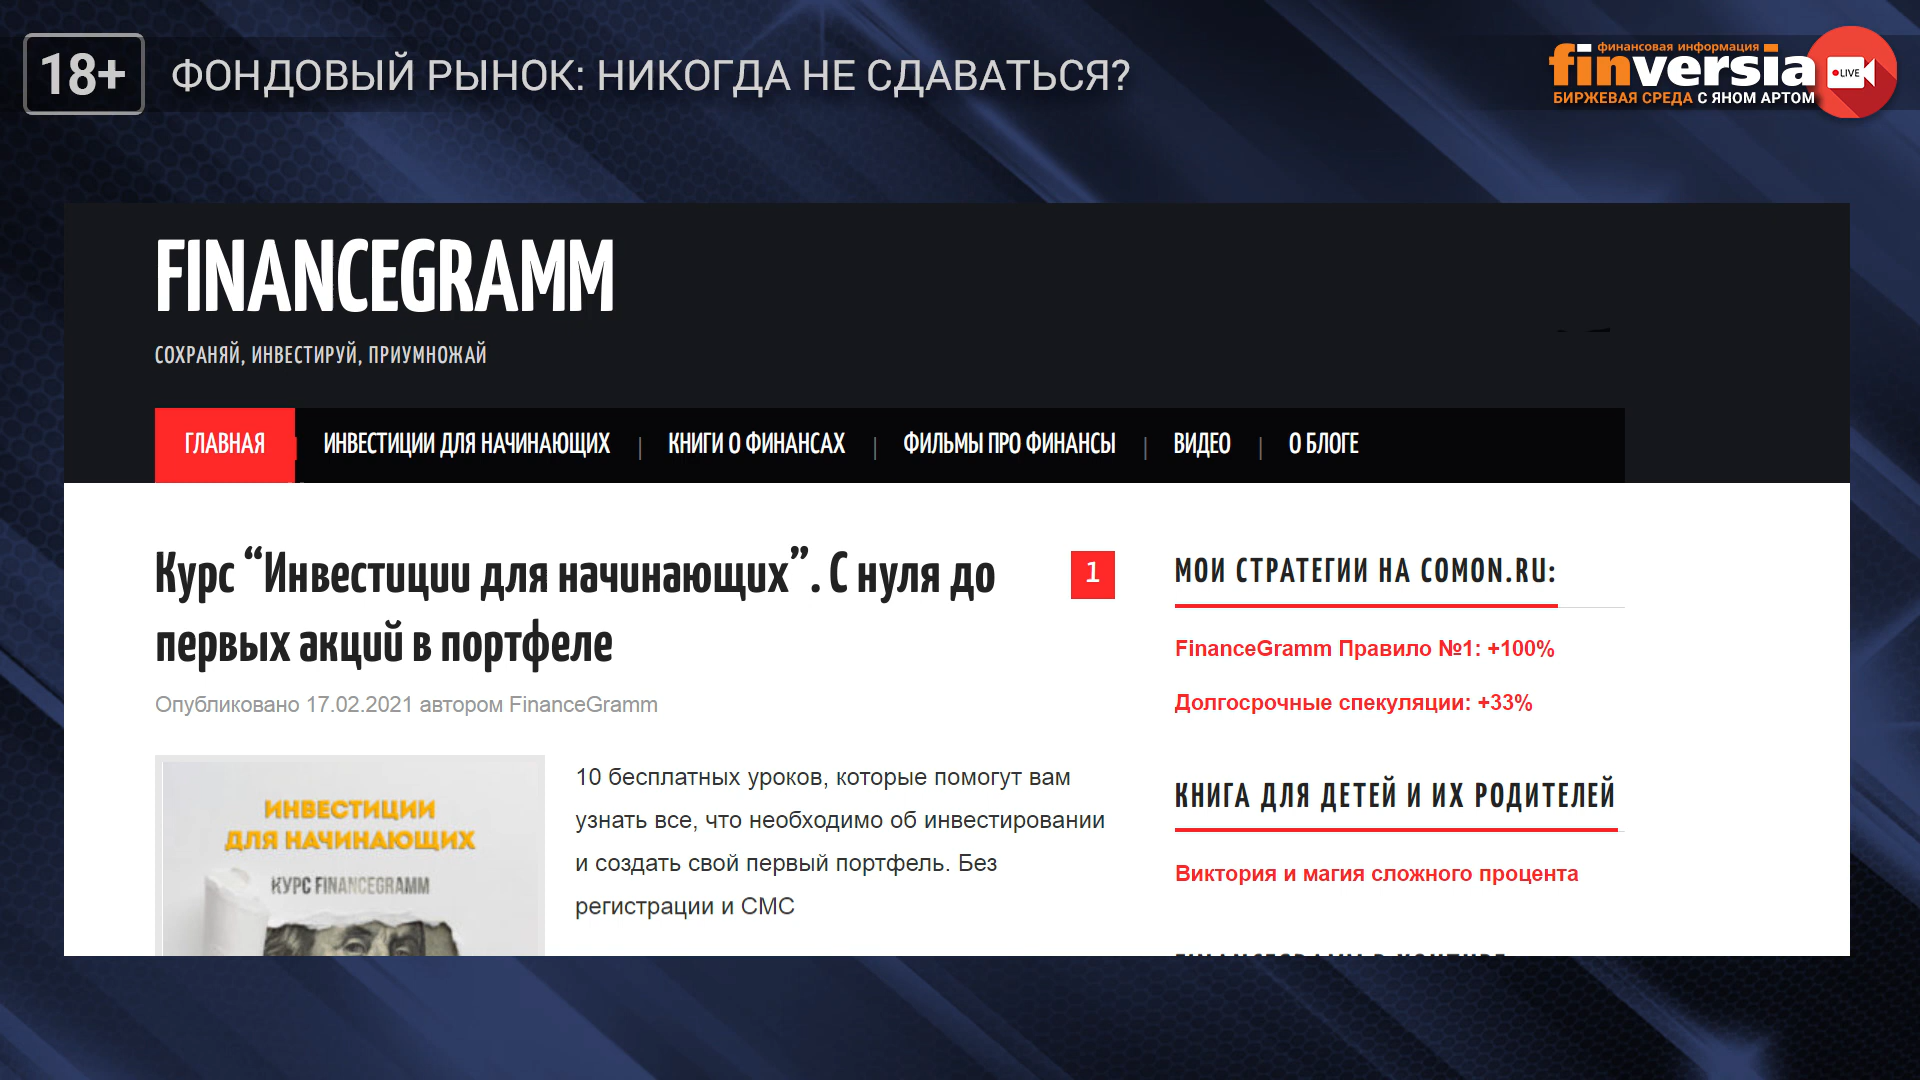 18+
ФОНДОВЫЙ РЫНОК: НИКОГДА НЕ СДАВАТЬСЯ?
финансовая информация
finversia
LIVE
БИРЖЕВАЯ СРЕДА С ЯНОМ АРТОМ
FINANCEGRAMM
СОХРАНЯЙ, ИНВЕСТИРУЙ, ПРИУМНОЖАЙ
ГЛАВНАЯ | ИНВЕСТИЦИИ ДЛЯ НАЧИНАЮЩИХ | КНИГИ О ФИНАНСАХ | ФИЛЬМЫ ПРО ФИНАНСЫ | ВИДЕО | О БЛОГЕ
Курс “Инвестиции для начинающих”. С нуля до
первых акций в портфеле
1
Опубликовано 17.02.2021 автором FinanceGramm
ИНВЕСТИЦИИ
ДЛЯ НАЧИНАЮЩИХ
КУРС FINANCEGRAMM
10 бесплатных уроков, которые помогут вам
узнать все, что необходимо об инвестировании
и создать свой первый портфель. Без
регистрации и СМС
МОИ СТРАТЕГИИ НА COMON.RU:
FinanceGramm Правило №1: +100%
Долгосрочные спекуляции: +33%
КНИГА ДЛЯ ДЕТЕЙ И ИХ РОДИТЕЛЕЙ
Виктория и магия сложного процента